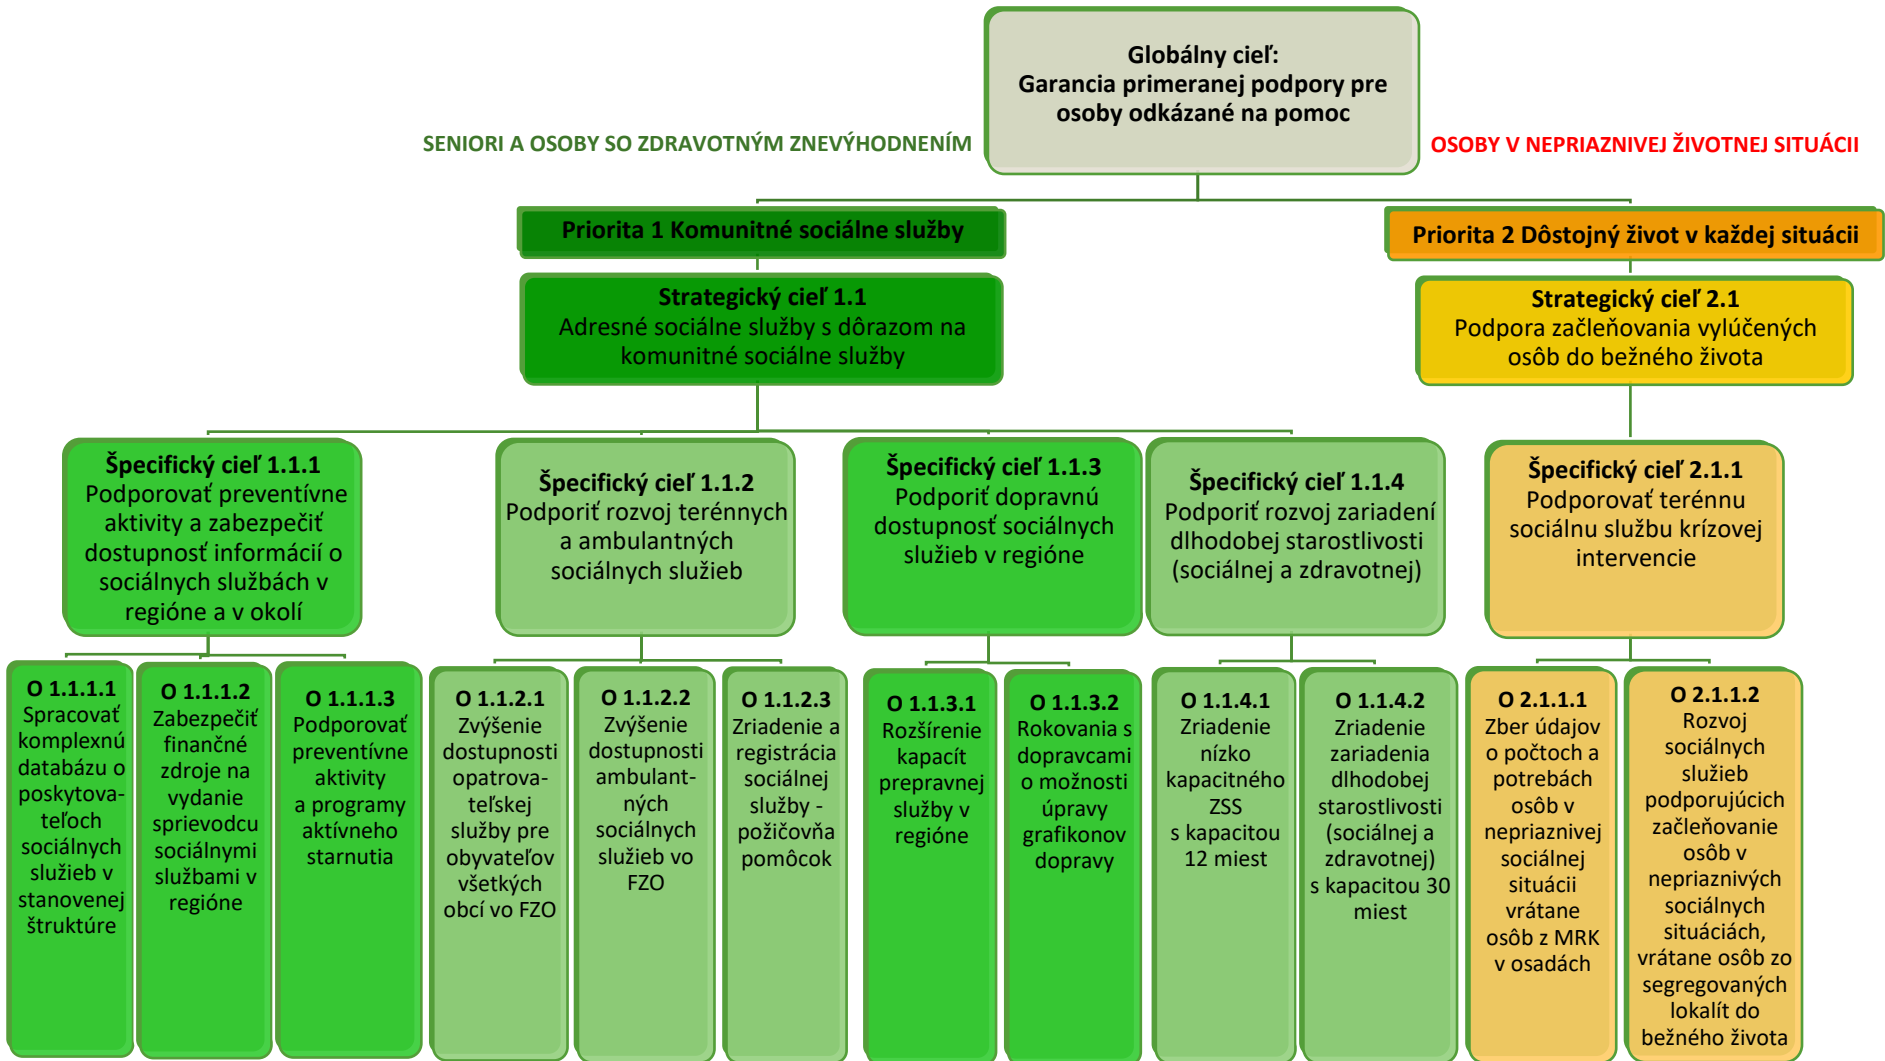 Globálny cieľ:
Garancia primeranej podpory pre
osoby odkázané na pomoc
SENIORI A OSOBY SO ZDRAVOTNÝM ZNEVÝHODNENÍM
OSOBY V NEPRIAZNIVEJ ŽIVOTNEJ SITUÁCII
Priorita 1 Komunitné sociálne služby
Priorita 2 Dôstojný život v každej situácii
Strategický cieľ 1.1
Adresné sociálne služby s dôrazom na
komunitné sociálne služby
Strategický cieľ 2.1
Podpora začleňovania vylúčených
osôb do bežného života
Špecifický cieľ 1.1.1
Podporovať preventívne
aktivity a zabezpečiť
dostupnosť informácií o
sociálnych službách v
regióne a v okolí
Špecifický cieľ 1.1.2
Podporiť rozvoj terénnych
a ambulantných
sociálnych služieb
Špecifický cieľ 1.1.3
Podporiť dopravnú
dostupnosť sociálnych
služieb v regióne
Špecifický cieľ 1.1.4
Podporiť rozvoj zariadení
dlhodobej starostlivosti
(sociálnej a zdravotnej)
Špecifický cieľ 2.1.1
Podporovať terénnu
sociálnu službu krízovej
intervencie
O 1.1.1.1
Spracovať
komplexnú
databázu o
poskytova-
teľoch
sociálnych
služieb v
stanovenej
štruktúre
O 1.1.1.2
Zabezpečiť
finančné
zdroje na
vydanie
sprievodcu
sociálnymi
službami v
regióne
O 1.1.1.3
Podporovať
preventívne
aktivity
a programy
aktívneho
starnutia
O 1.1.2.1
Zvýšenie
dostupnosti
opatrova-
teľskej
služby pre
obyvateľov
všetkých
obcí vo FZO
O 1.1.2.2
Zvýšenie
dostupnosti
ambulant-
ných
sociálnych
služieb vo
FZO
O 1.1.2.3
Zriadenie a
registrácia
sociálnej
služby -
požičovňa
pomôcok
O 1.1.3.1
Rozšírenie
kapacít
prepravnej
služby v
regióne
O 1.1.3.2
Rokovania s
dopravcami
o možnosti
úpravy
grafikonov
dopravy
O 1.1.4.1
Zriadenie
nízko
kapacitného
ZSS
s kapacitou
12 miest
O 1.1.4.2
Zriadenie
zariadenia
dlhodobej
starostlivosti
(sociálnej a
zdravotnej)
s kapacitou 30
miest
O 2.1.1.1
Zber údajov
o počtoch a
potrebách
osôb v
nepriaznivej
sociálnej
situácii
vrátane
osôb z MRK
v osadách
O 2.1.1.2
Rozvoj
sociálnych
služieb
podporujúcich
začleňovanie
osôb v
nepriaznivých
sociálnych
situáciách,
vrátane osôb zo
segregovaných
lokalít do
bežného života